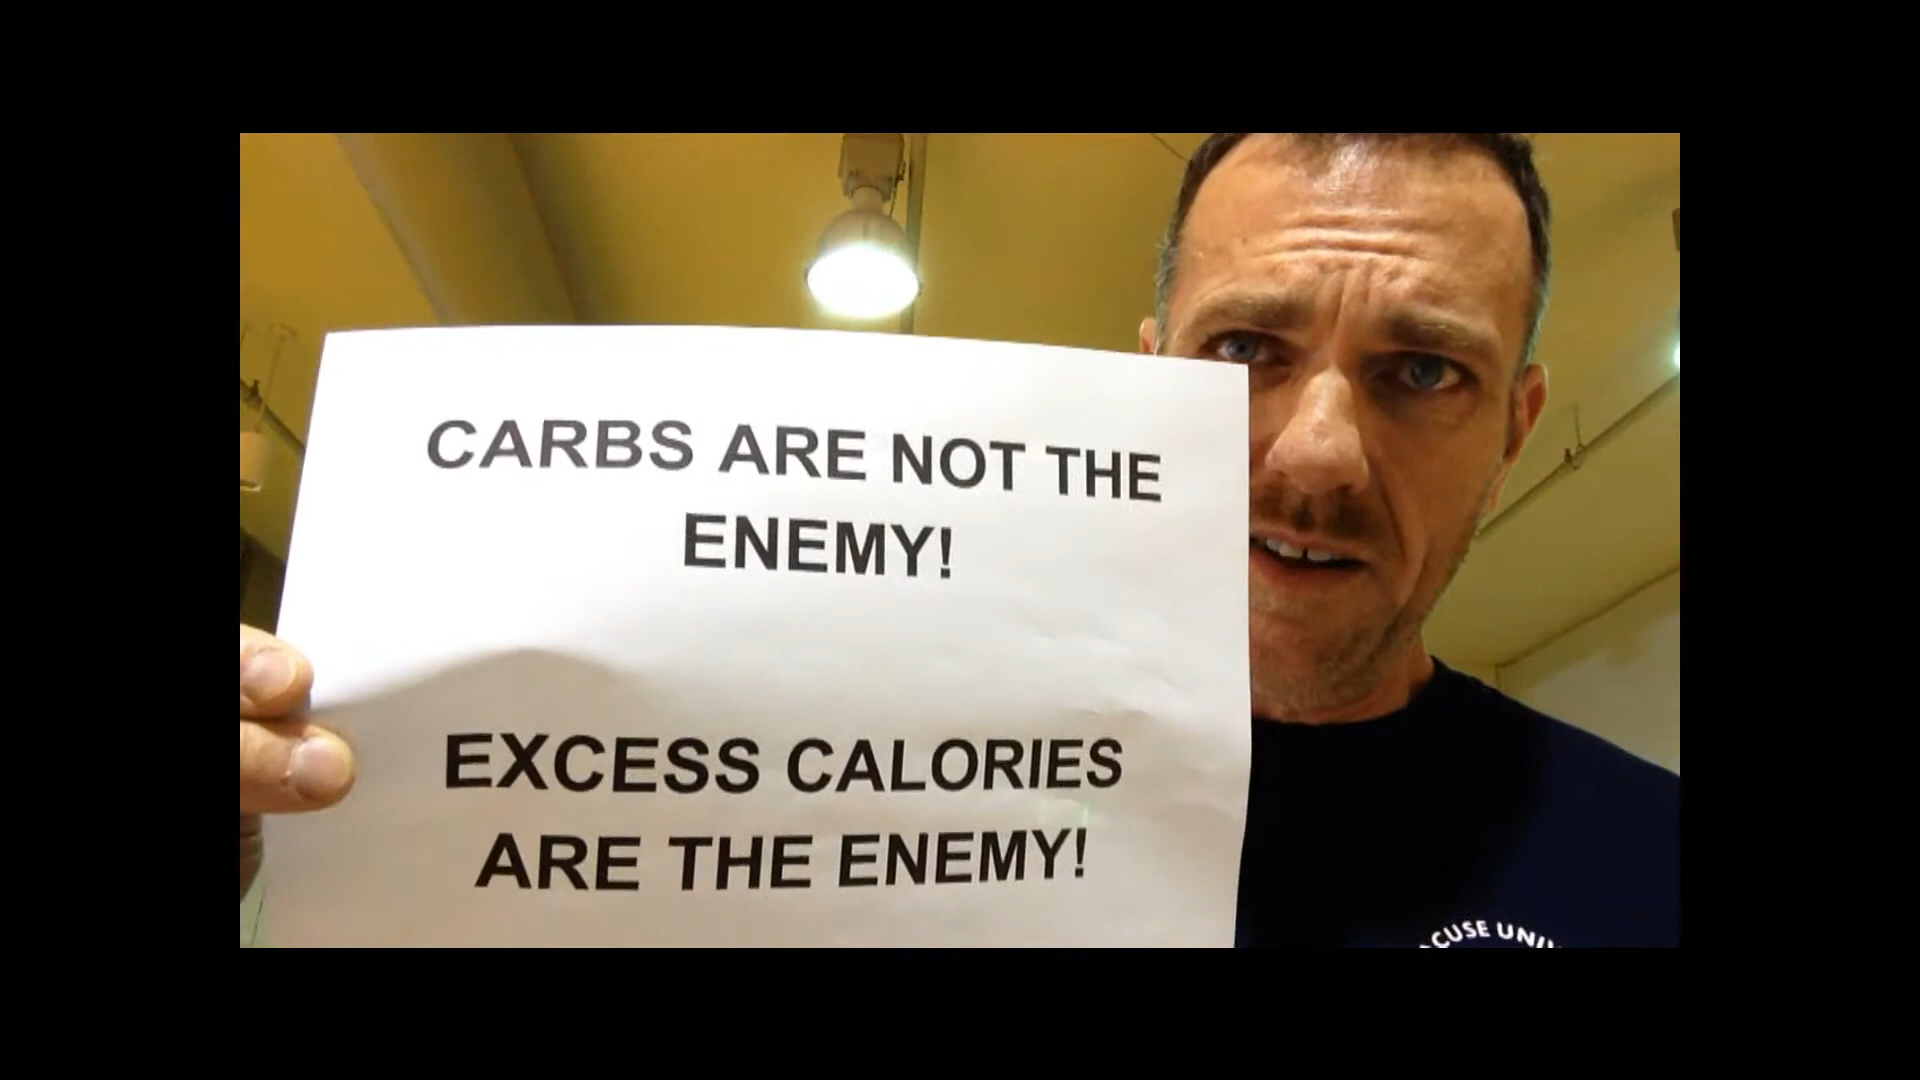 CARBS ARE NOT THE
ENEMY!
EXCESS CALORIES
ARE THE ENEMY!